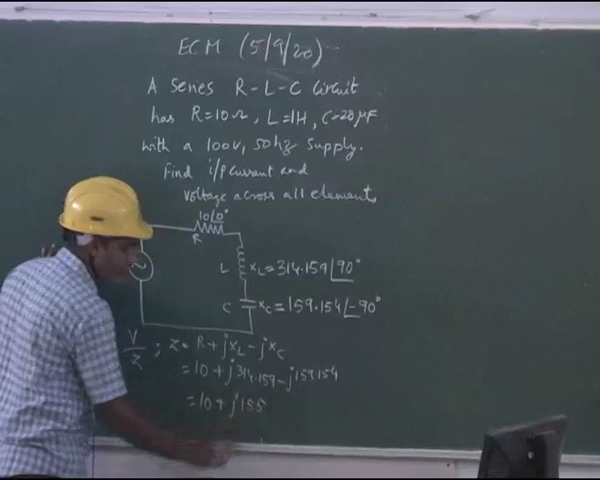 ECM (5/9/20)
A Series R-L-C Circuit
has R=10Ω, L=1H, C=20μF
with a 100V, 50hz supply.
Find i/p current and
voltage across all elements
10∠0°
R
L XL=314.159∠90°
C XC=159.154∠-90°
V/Z ; Z = R+jXL-jXC
=10+j314.159-j159.154
=10+j155